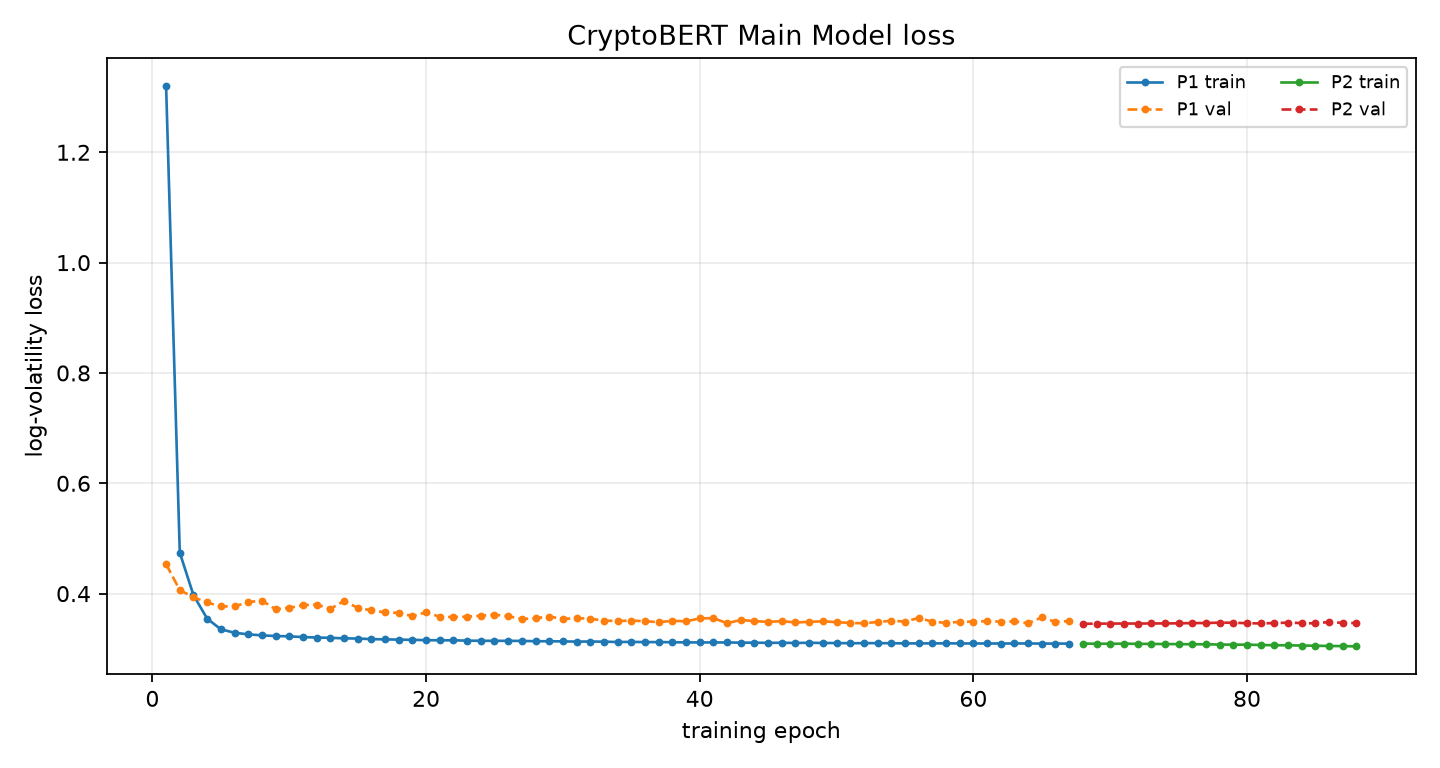 CryptoBERT Main Model loss
P1 train
P1 val
P2 train
P2 val
log-volatility loss
1.2
1.0
0.8
0.6
0.4
0
20
40
60
80
training epoch